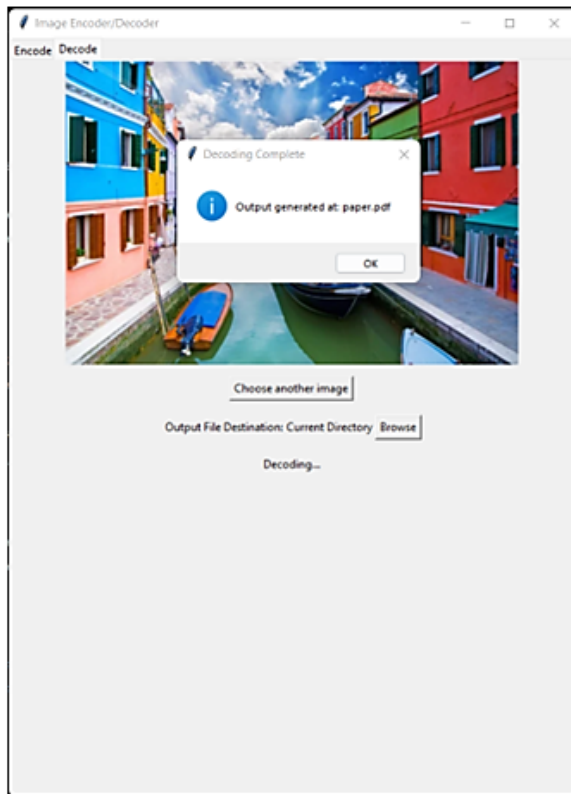 Image Encoder/Decoder
Encode Decode
Decoding Complete
Output generated at: paper.pdf
OK
Choose another image
Output File Destination: Current Directory Browse
Decoding...